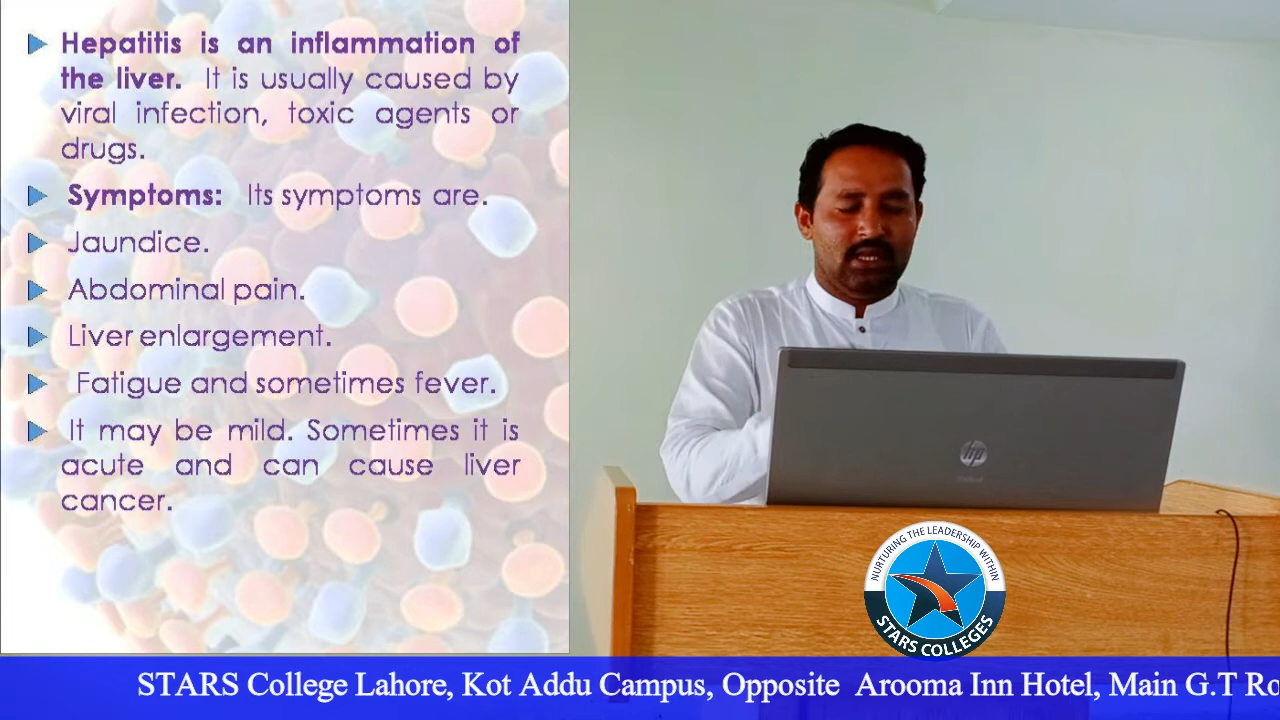 Hepatitis is an inflammation of
the liver. It is usually caused by
viral infection, toxic agents or
drugs.
Symptoms: Its symptoms are.
Jaundice.
Abdominal pain.
Liver enlargement.
Fatigue and sometimes fever.
It may be mild. Sometimes it is
acute and can cause liver
cancer.
hp
NURTURING THE LEADERSHIP WITHIN
STARS COLLEGES
STARS College Lahore, Kot Addu Campus, Opposite Arooma Inn Hotel, Main G.T